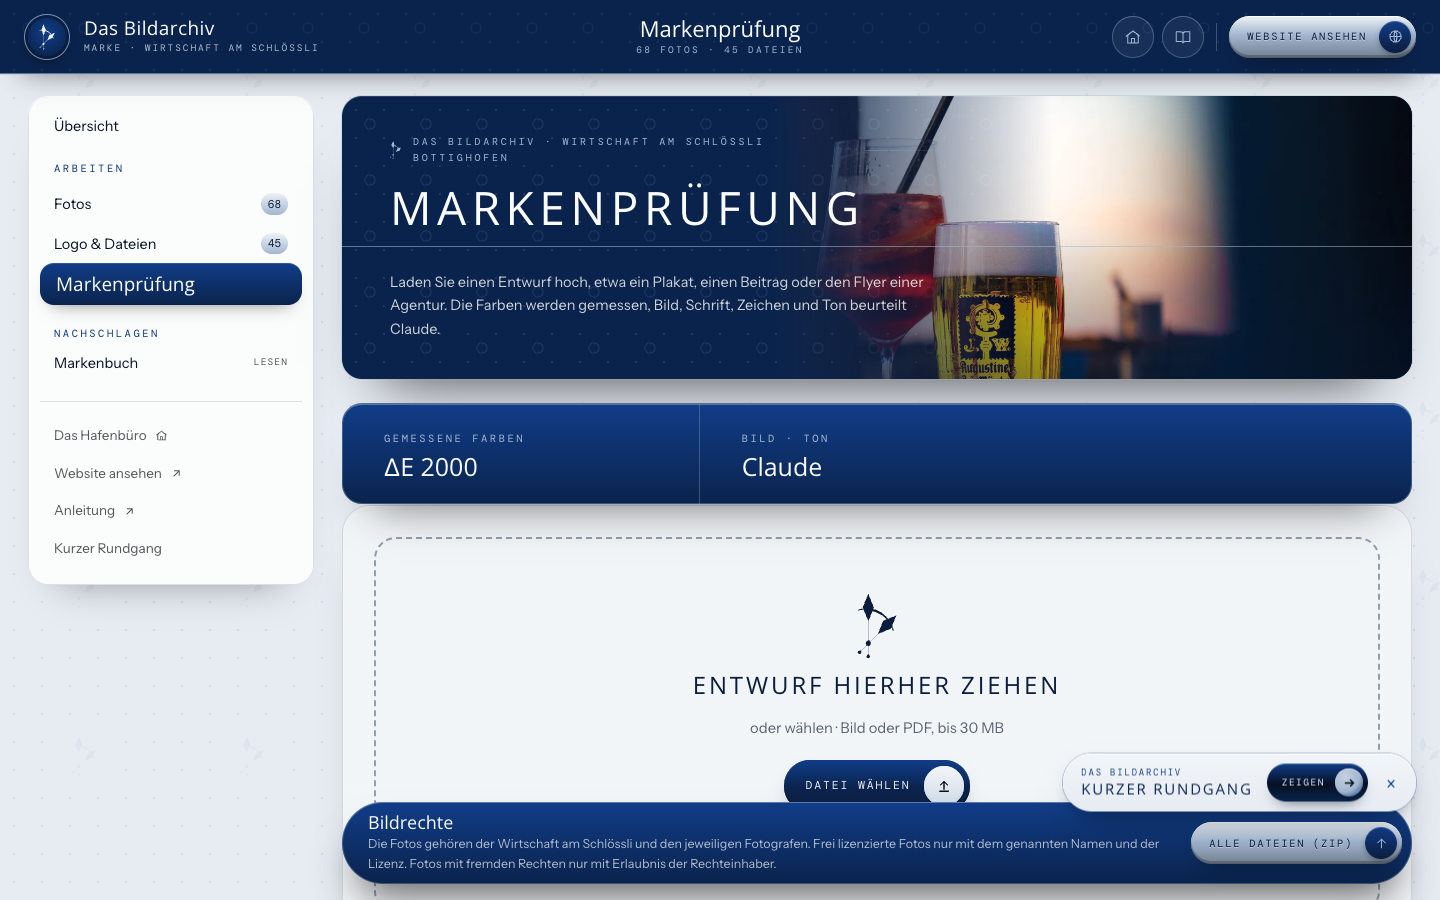 Das Bildarchiv
MARKE · WIRTSCHAFT AM SCHLÖSSLI
Markenprüfung
68 FOTOS · 45 DATEIEN
WEBSITE ANSEHEN
Übersicht
ARBEITEN
Fotos 68
Logo & Dateien 45
Markenprüfung
NACHSCHLAGEN
Markenbuch LESEN
Das Hafenbüro
Website ansehen
Anleitung
Kurzer Rundgang
DAS BILDARCHIV · WIRTSCHAFT AM SCHLÖSSLI
BOTTIGHOFEN
MARKENPRÜFUNG
Laden Sie einen Entwurf hoch, etwa ein Plakat, einen Beitrag oder den Flyer einer
Agentur. Die Farben werden gemessen, Bild, Schrift, Zeichen und Ton beurteilt
Claude.
J.W.
Augustiner
GEMESSENE FARBEN
ΔE 2000
BILD · TON
Claude
ENTWURF HIERHER ZIEHEN
oder wählen · Bild oder PDF, bis 30 MB
DATEI WÄHLEN
DAS BILDARCHIV
KURZER RUNDGANG
ZEIGEN
Bildrechte
Die Fotos gehören der Wirtschaft am Schlössli und den jeweiligen Fotografen. Frei lizenzierte Fotos nur mit dem genannten Namen und der
Lizenz. Fotos mit fremden Rechten nur mit Erlaubnis der Rechteinhaber.
ALLE DATEIEN (ZIP)